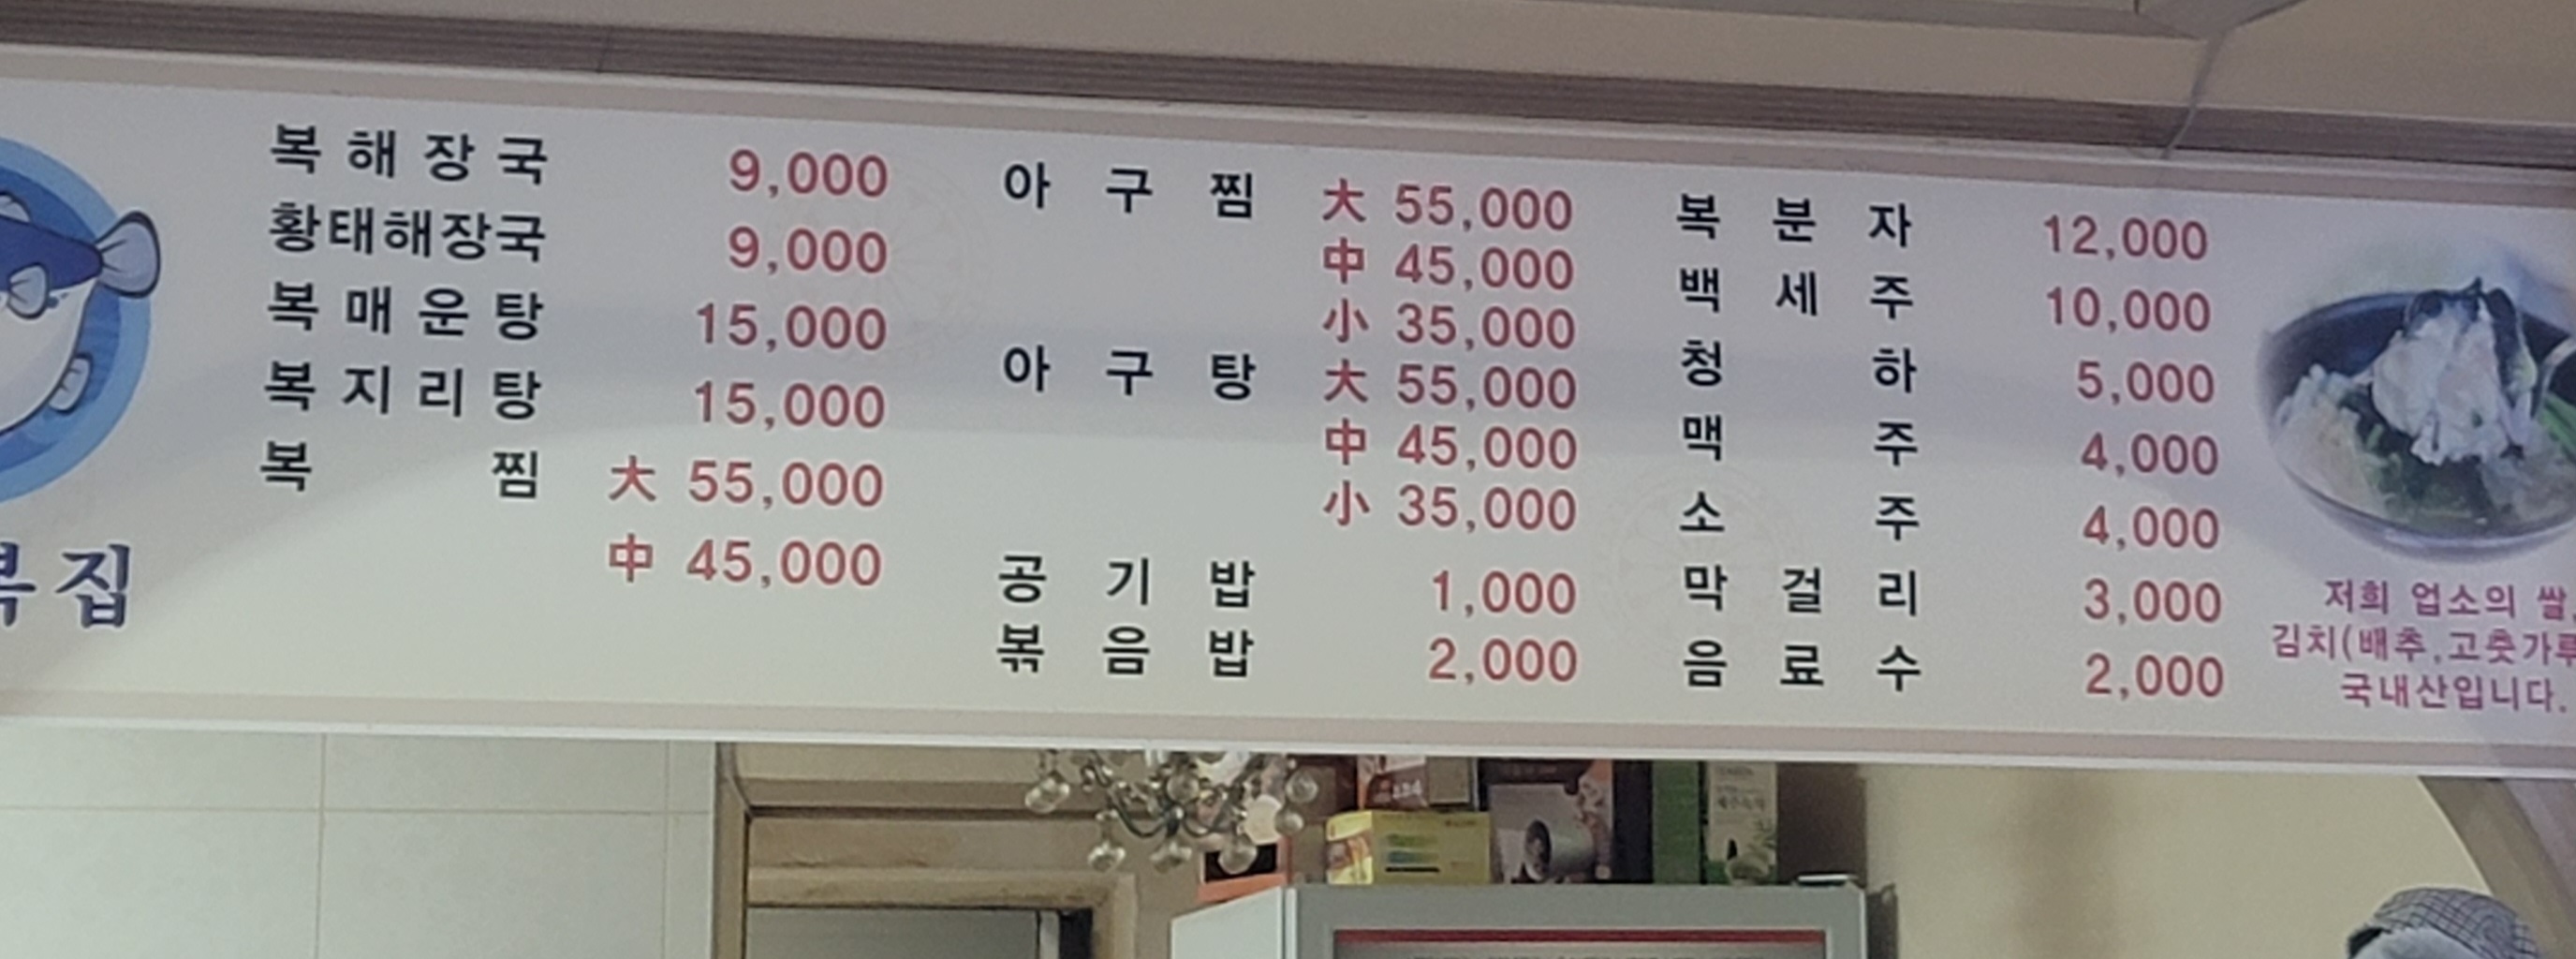 복해장국 9,000
황태해장국 9,000
복매운탕 15,000
복지리탕 15,000
복찜 大 55,000
中 45,000
복집
아구찜 大 55,000
中 45,000
小 35,000
아구탕 大 55,000
中 45,000
小 35,000
공기밥 1,000
볶음밥 2,000
복분자 12,000
백세주 10,000
청하 5,000
맥주 4,000
소주 4,000
막걸리 3,000
음료수 2,000
저희 업소의 쌀,
김치(배추,고춧가루
국내산입니다.